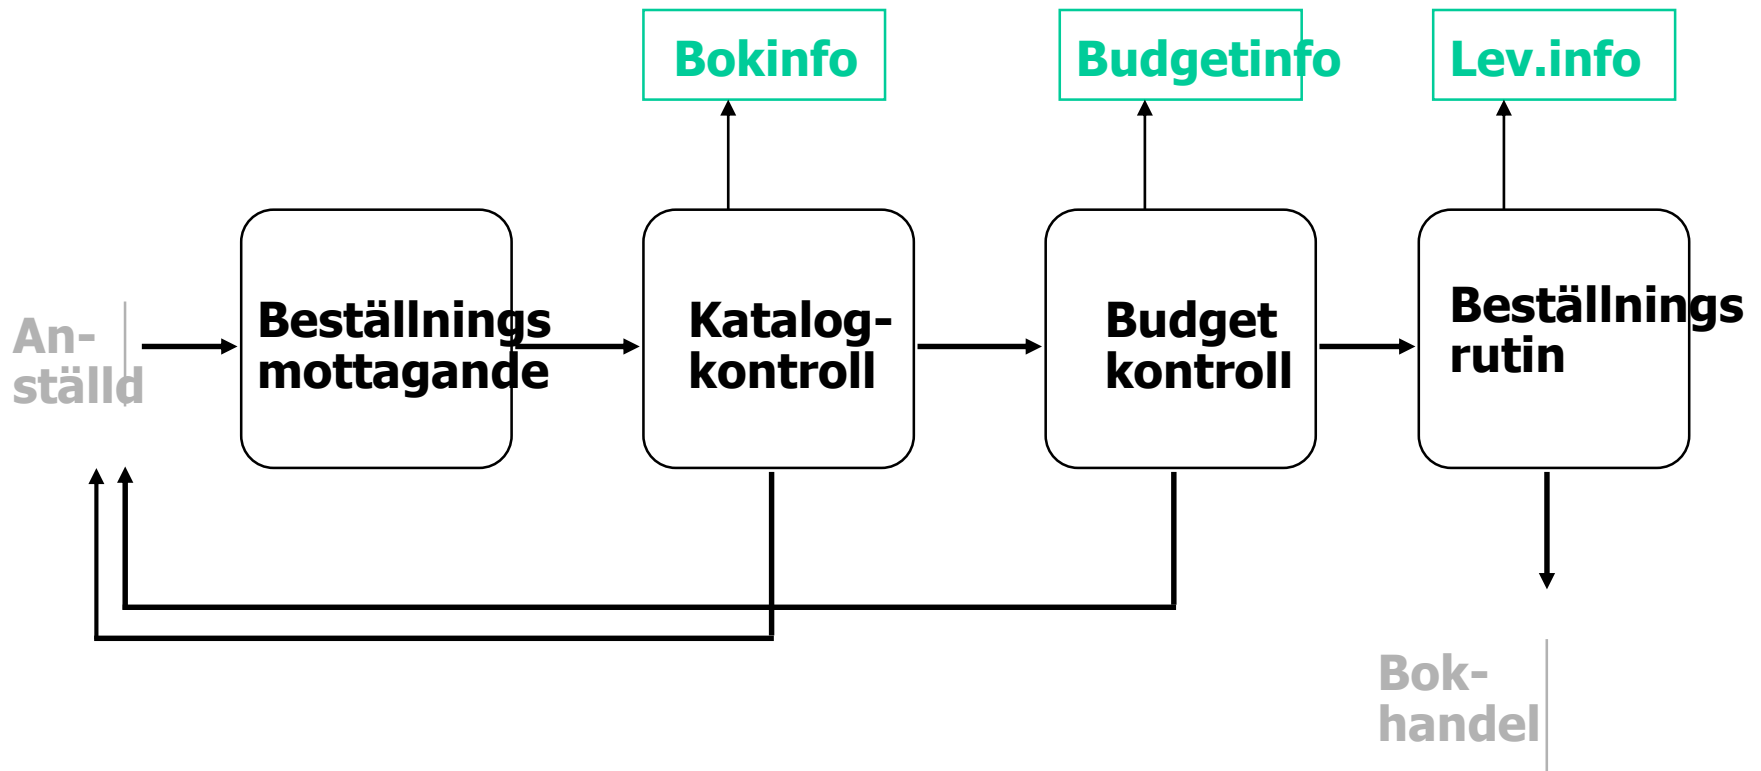 Bokinfo
Budgetinfo
Lev.info
An-
ställd
Beställnings
mottagande
Katalog-
kontroll
Budget
kontroll
Beställnings
rutin
Bok-
handel